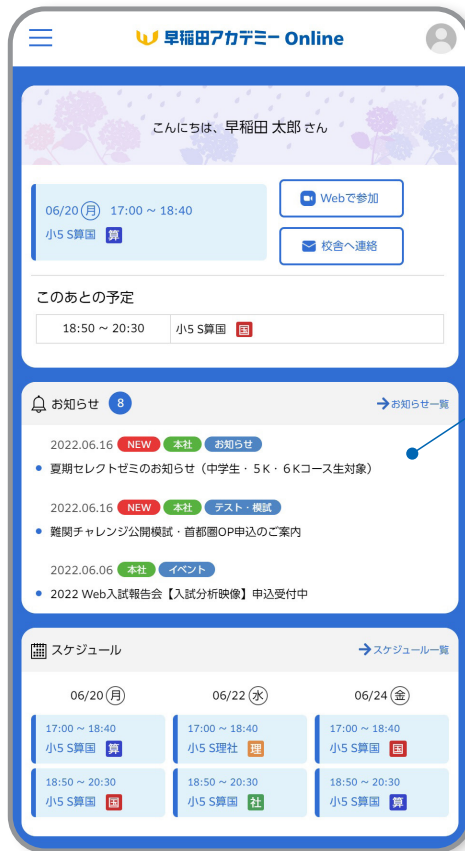 早稲田アカデミー Online
こんにちは、早稲田 太郎 さん
06/20 月 17:00 ~ 18:40
小5 S算国 算
Webで参加
校舎へ連絡
このあとの予定
18:50 ~ 20:30 小5 S算国 国
お知らせ 8 →お知らせ一覧
2022.06.16 NEW 本社 お知らせ
• 夏期セレクトゼミのお知らせ（中学生・５K・６Kコース生対象）
2022.06.16 NEW 本社 テスト・模試
• 難関チャレンジ公開模試・首都圏OP申込のご案内
2022.06.06 本社 イベント
• 2022 Web入試報告会【入試分析映像】申込受付中
スケジュール →スケジュール一覧
06/20 月 06/22 水 06/24 金
17:00 ~ 18:40 17:00 ~ 18:40 17:00 ~ 18:40
小5 S算国 算 小5 S理社 理 小5 S算国 国
18:50 ~ 20:30 18:50 ~ 20:30 18:50 ~ 20:30
小5 S算国 国 小5 S算国 社 小5 S算国 算